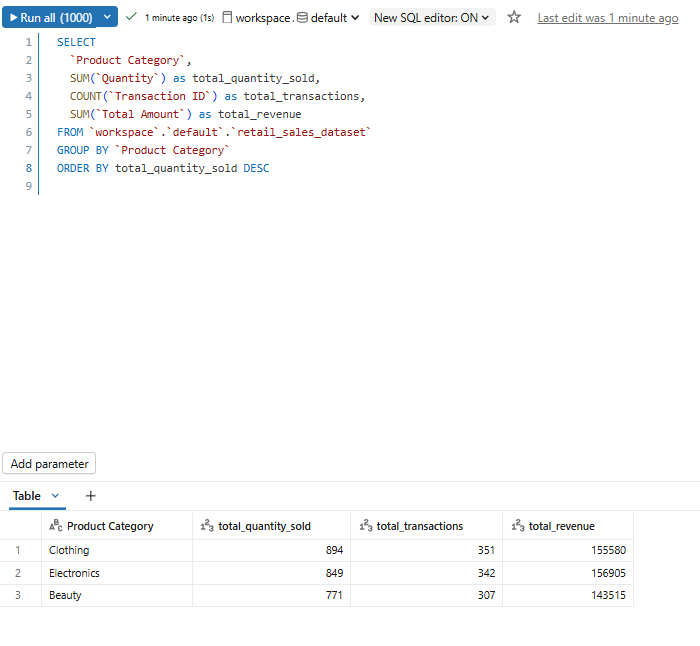 Run all (1000) 1 minute ago (1s) workspace. default New SQL editor: ON Last edit was 1 minute ago
1 SELECT
2 `Product Category`,
3 SUM(`Quantity`) as total_quantity_sold,
4 COUNT(`Transaction ID`) as total_transactions,
5 SUM(`Total Amount`) as total_revenue
6 FROM `workspace`.`default`.`retail_sales_dataset`
7 GROUP BY `Product Category`
8 ORDER BY total_quantity_sold DESC
9
Add parameter
Table +
ABC Product Category 123 total_quantity_sold 123 total_transactions 123 total_revenue
1 Clothing 894 351 155580
2 Electronics 849 342 156905
3 Beauty 771 307 143515